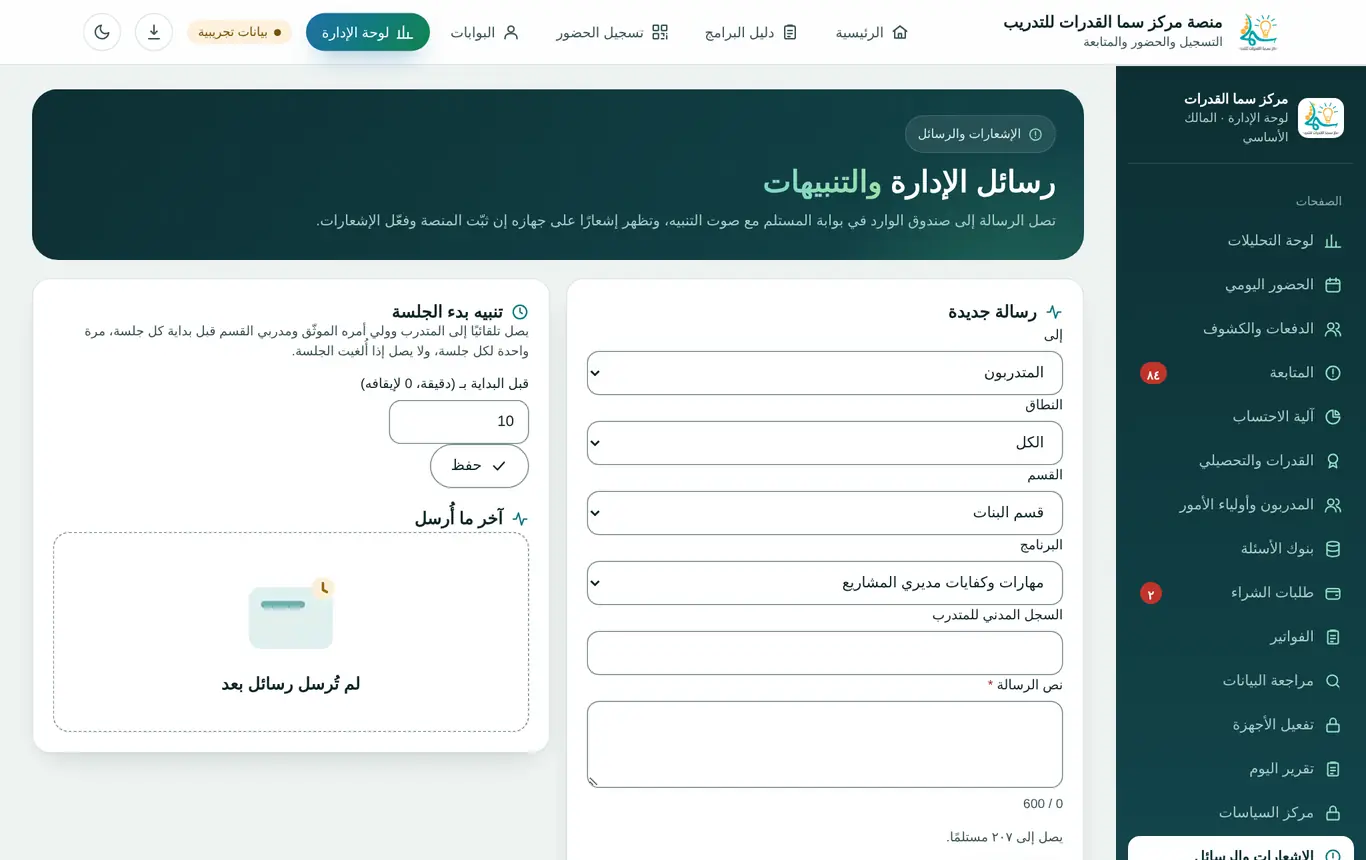 منصة مركز سما القدرات للتدريب
التسجيل والحضور والمتابعة
الرئيسية
دليل البرامج
تسجيل الحضور
البوابات
لوحة الإدارة
بيانات تجريبية
مركز سما القدرات
لوحة الإدارة · المالك
الأساسي
الصفحات
لوحة التحليلات
الحضور اليومي
الدفعات والكشوف
المتابعة
٨٤
آلية الاحتساب
القدرات والتحصيلي
المدربون وأولياء الأمور
بنوك الأسئلة
طلبات الشراء
٢
الفواتير
مراجعة البيانات
تفعيل الأجهزة
تقرير اليوم
مركز السياسات
الإشعارات والرسائل
الإشعارات والرسائل
رسائل الإدارة والتنبيهات
تصل الرسالة إلى صندوق الوارد في بوابة المستلم مع صوت التنبيه، وتظهر إشعارًا على جهازه إن ثبّت المنصة وفعّل الإشعارات.
رسالة جديدة
إلى
المتدربون
النطاق
الكل
القسم
قسم البنات
البرنامج
مهارات وكفايات مديري المشاريع
السجل المدني للمتدرب
نص الرسالة *
0 / 600
يصل إلى ٢٠٧ مستلمًا.
تنبيه بدء الجلسة
يصل تلقائيًا إلى المتدرب وولي أمره الموثّق ومدربي القسم قبل بداية كل جلسة، مرة
واحدة لكل جلسة، ولا يصل إذا أُلغيت الجلسة.
قبل البداية بـ (دقيقة، 0 لإيقافه)
10
حفظ
آخر ما أُرسل
لم تُرسل رسائل بعد